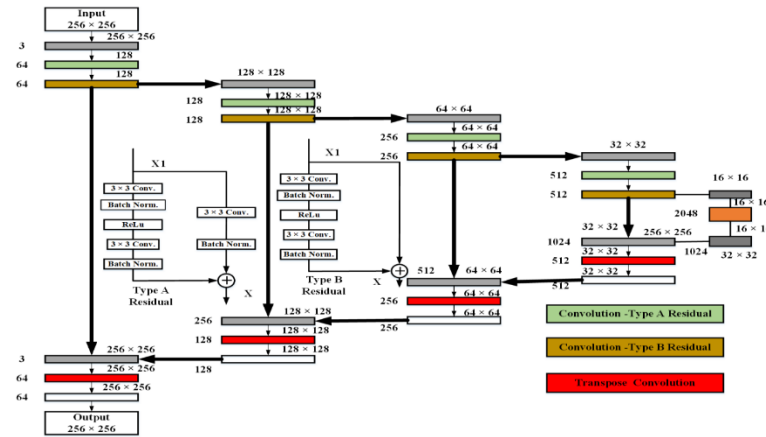 Input
256 × 256
256 × 256
3
128
64
128
64
128 × 128
128 × 128
128
128 × 128
128
64 × 64
64 × 64
256
64 × 64
256
32 × 32
512
512
16 × 16
16 × 16
2048
16 × 1
32 × 32
256 × 256
1024
1024
32 × 32
32 × 32
512
32 × 32
512
X1
3 × 3 Conv.
Batch Norm.
ReLu
3 × 3 Conv.
Batch Norm.
3 × 3 Conv.
Batch Norm.
Type A
Residual
X
X1
3 × 3 Conv.
Batch Norm.
ReLu
3 × 3 Conv.
Batch Norm.
Type B
Residual
X
512
64 × 64
64 × 64
256
64 × 64
256
128 × 128
256
128 × 128
128
128 × 128
128
256 × 256
3
256 × 256
64
256 × 256
64
Output
256 × 256
Convolution -Type A Residual
Convolution -Type B Residual
Transpose Convolution